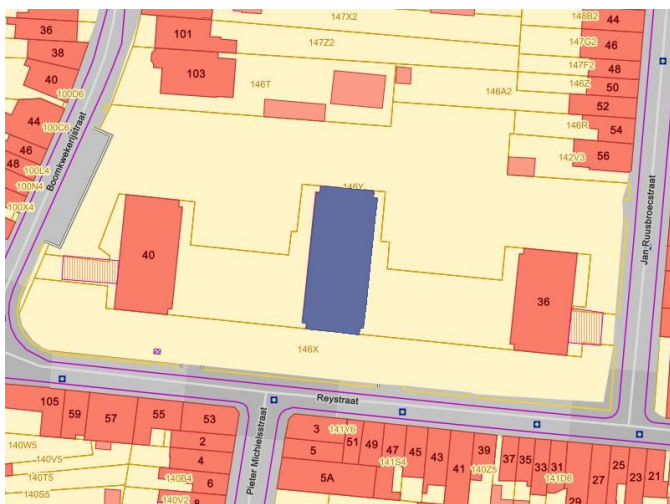 147X2
148B2
44
36
101
38
147Z2
147G2
46
103
40
147F2
48
100D6
146T
146Z
50
146A2
52
44
100C6
146R
54
46
Boomkwekerijstraat
142V3
56
48
100L4
100N4
146Y
100X4
Jan Ruusbroecstraat
40
36
146X
Reystraat
105
59
57
55
53
Pieter Michielsstraat
3
141Y6
51
49
47
45
43
41
39
37
35
33
31
27
25
23
21
140W5
140V5
140T5
140S5
2
4
140B4
6
140V2
8
5
5A
141S4
140Z5
141D6
29